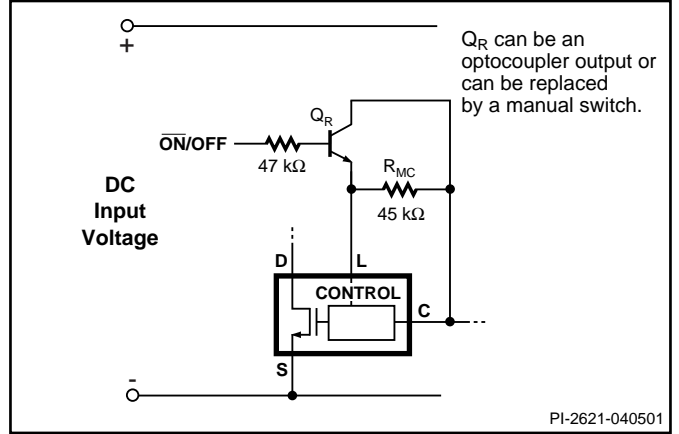 +
Q_R can be an
optocoupler output or
can be replaced
by a manual switch.
Q_R
O̅N̅/OFF
47 kΩ
R_MC
45 kΩ
DC
Input
Voltage
D
L
CONTROL
C
S
-
PI-2621-040501